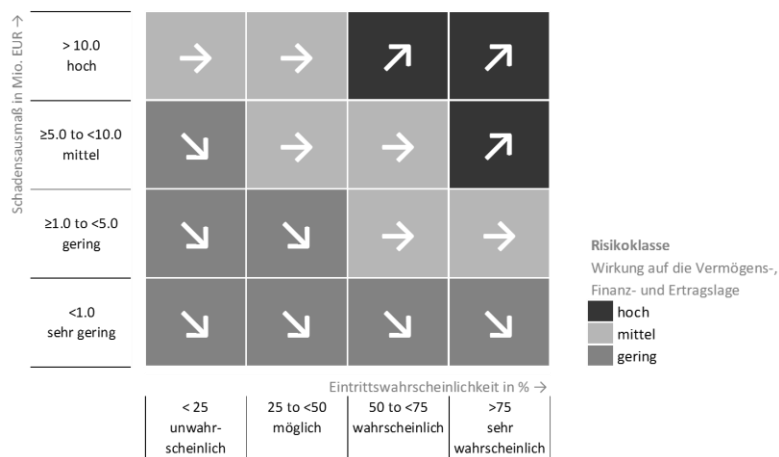 Schadensausmaß in Mio. EUR →
> 10.0
hoch
≥5.0 to <10.0
mittel
≥1.0 to <5.0
gering
<1.0
sehr gering
Eintrittswahrscheinlichkeit in % →
< 25
unwahr-
scheinlich
25 to <50
möglich
50 to <75
wahrscheinlich
>75
sehr
wahrscheinlich
Risikoklasse
Wirkung auf die Vermögens-,
Finanz- und Ertragslage
hoch
mittel
gering